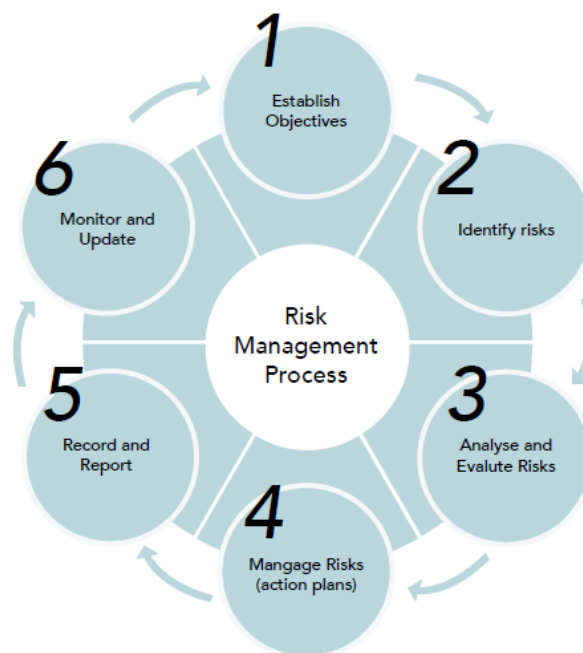 1
Establish
Objectives
2
Identify risks
3
Analyse and
Evalute Risks
4
Mangage Risks
(action plans)
5
Record and
Report
6
Monitor and
Update
Risk
Management
Process